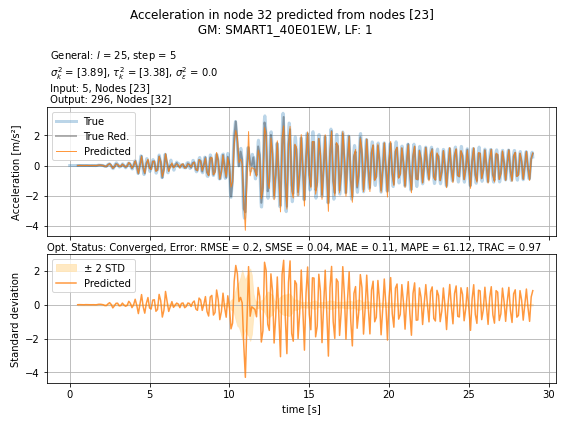 Acceleration in node 32 predicted from nodes [23]
GM: SMART1_40E01EW, LF: 1
General: l = 25, step = 5
σ²ₖ = [3.89], τ²ₖ = [3.38], σ²ε = 0.0
Input: 5, Nodes [23]
Output: 296, Nodes [32]
True
True Red.
Predicted
Acceleration [m/s²]
2
0
−2
−4
Opt. Status: Converged, Error: RMSE = 0.2, SMSE = 0.04, MAE = 0.11, MAPE = 61.12, TRAC = 0.97
± 2 STD
Predicted
Standard deviation
2
0
−2
−4
0 5 10 15 20 25 30
time [s]